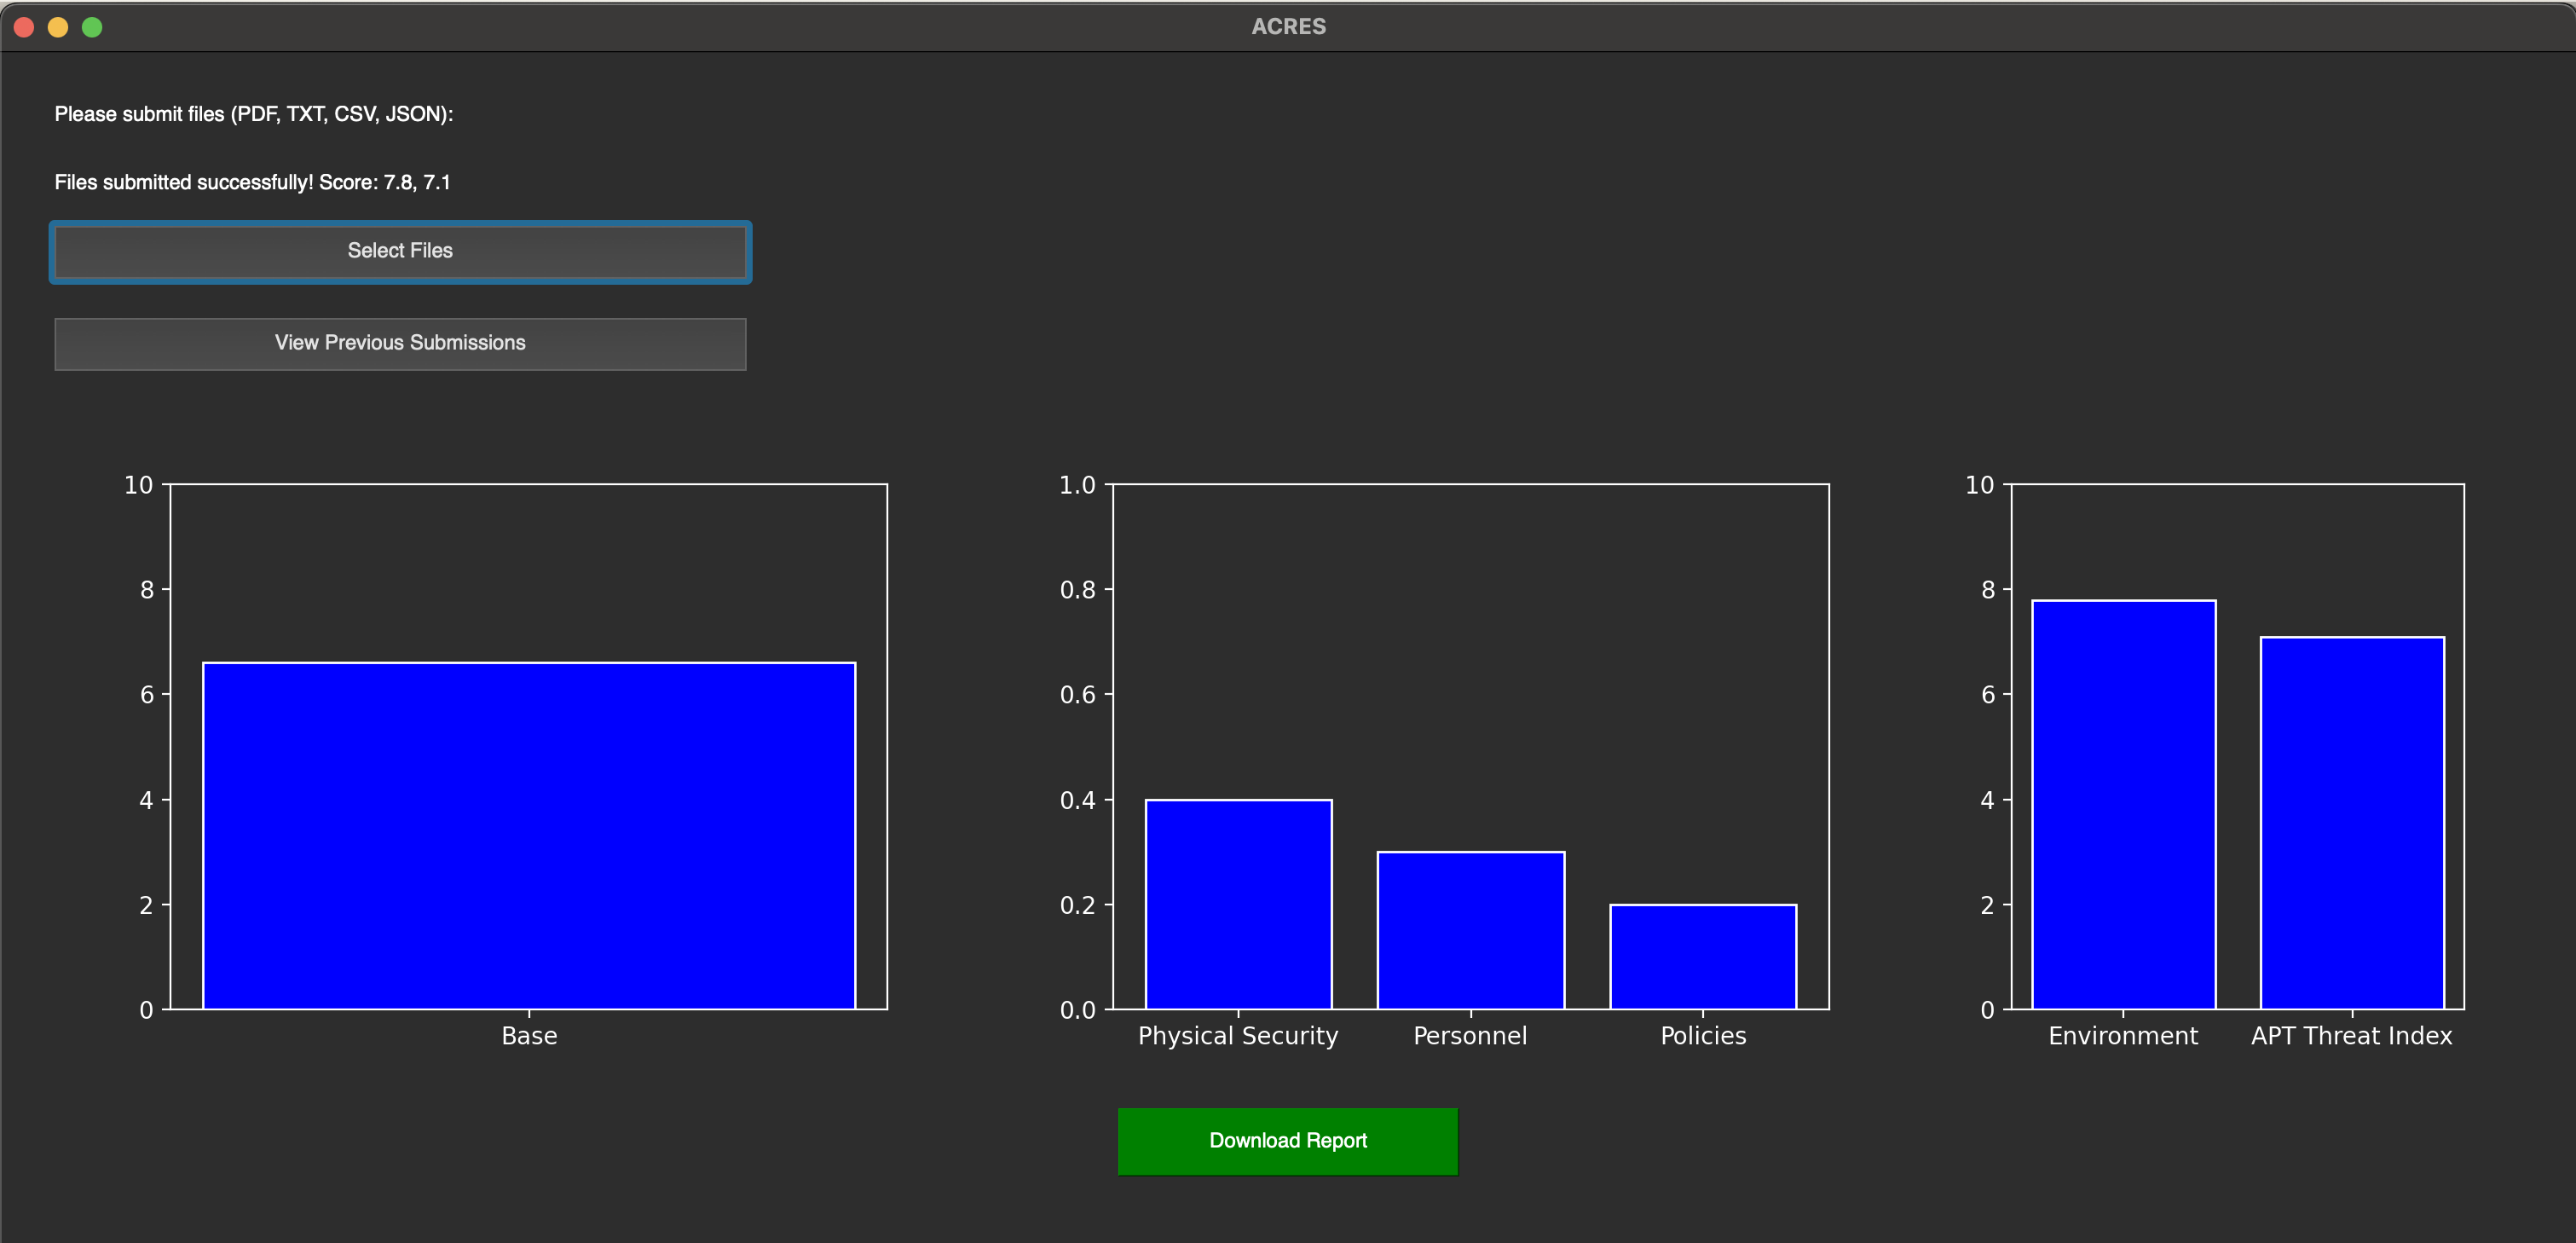 ACRES
Please submit files (PDF, TXT, CSV, JSON):
Files submitted successfully! Score: 7.8, 7.1
Select Files
View Previous Submissions
10
8
6
4
2
0
Base
1.0
0.8
0.6
0.4
0.2
0.0
Physical Security Personnel Policies
10
8
6
4
2
0
Environment APT Threat Index
Download Report